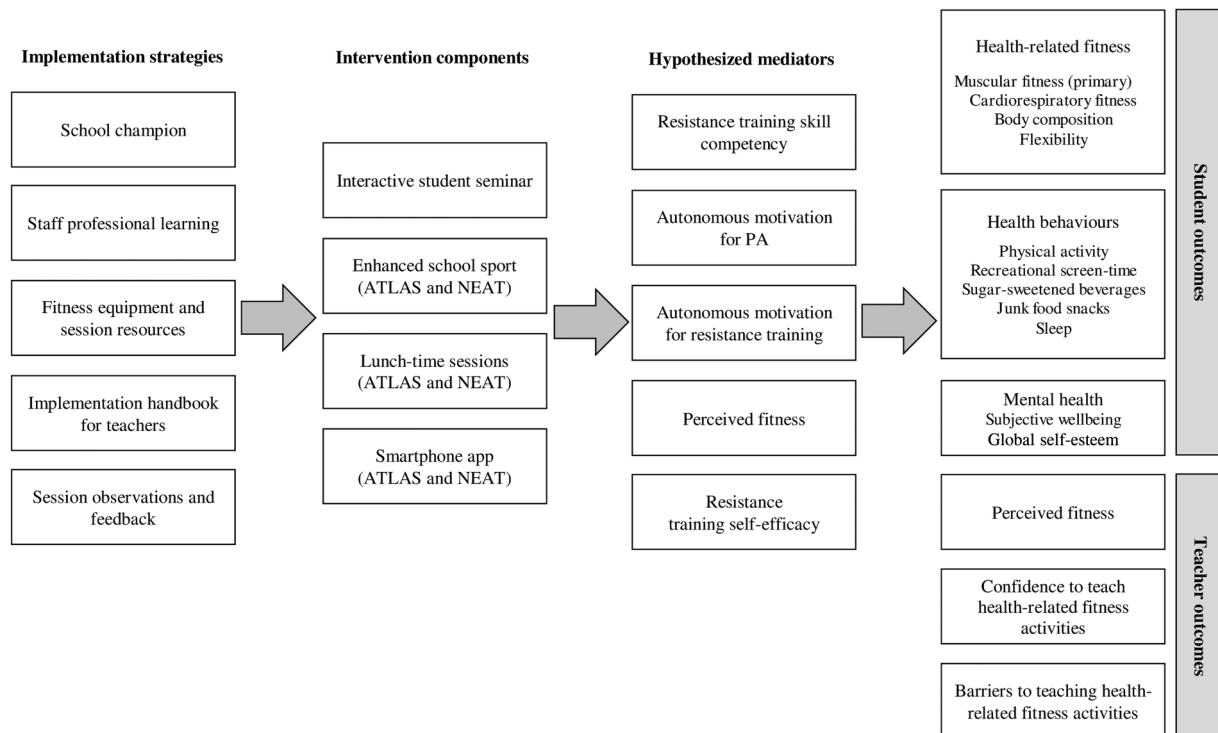 Implementation strategies
School champion
Staff professional learning
Fitness equipment and
session resources
Implementation handbook
for teachers
Session observations and
feedback
Intervention components
Interactive student seminar
Enhanced school sport
(ATLAS and NEAT)
Lunch-time sessions
(ATLAS and NEAT)
Smartphone app
(ATLAS and NEAT)
Hypothesized mediators
Resistance training skill
competency
Autonomous motivation
for PA
Autonomous motivation
for resistance training
Perceived fitness
Resistance
training self-efficacy
Health-related fitness
Muscular fitness (primary)
Cardiorespiratory fitness
Body composition
Flexibility
Health behaviours
Physical activity
Recreational screen-time
Sugar-sweetened beverages
Junk food snacks
Sleep
Mental health
Subjective wellbeing
Global self-esteem
Student outcomes
Perceived fitness
Confidence to teach
health-related fitness
activities
Barriers to teaching health-
related fitness activities
Teacher outcomes